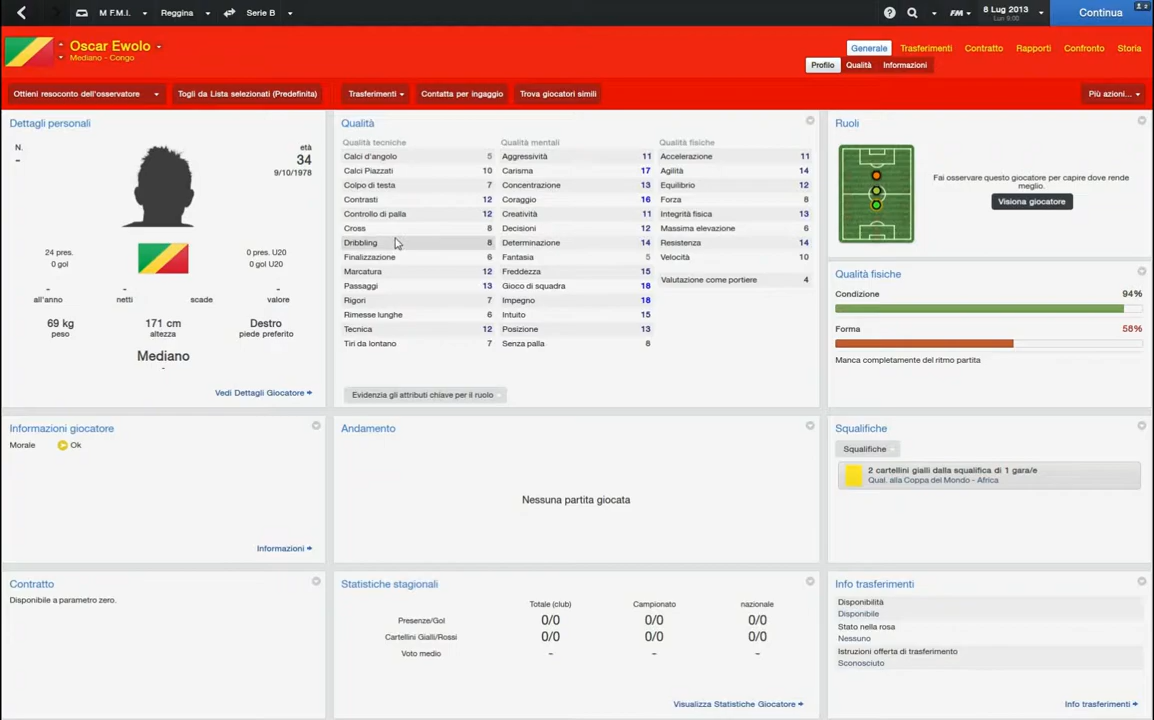 M F.M.I. Reggina Serie B 8 Lug 2013 FM Continua 2
Lun 9:00
Oscar Ewolo
Mediano - Congo
Generale Trasferimenti Contratto Rapporti Confronto Storia
Profilo Qualità Informazioni
Ottieni resoconto dell'osservatore Togli da Lista selezionati (Predefinita) Trasferimenti Contatta per ingaggio Trova giocatori simili Più azioni...
Dettagli personali
N.
-
età
34
9/10/1978
24 pres.
0 gol
0 pres. U20
0 gol U20
- - - -
all'anno netti scade valore
69 kg 171 cm Destro
peso altezza piede preferito
Mediano
-
Vedi Dettagli Giocatore
Qualità
Qualità tecniche Qualità mentali Qualità fisiche
Calci d'angolo 5 Aggressività 11 Accelerazione 11
Calci Piazzati 10 Carisma 17 Agilità 14
Colpo di testa 7 Concentrazione 13 Equilibrio 12
Contrasti 12 Coraggio 16 Forza 8
Controllo di palla 12 Creatività 11 Integrità fisica 13
Cross 8 Decisioni 12 Massima elevazione 6
Dribbling 8 Determinazione 14 Resistenza 14
Finalizzazione 6 Fantasia 5 Velocità 10
Marcatura 12 Freddezza 15
Passaggi 13 Gioco di squadra 18
Rigori 7 Impegno 18
Rimesse lunghe 6 Intuito 15
Tecnica 12 Posizione 13
Tiri da lontano 7 Senza palla 8
Valutazione come portiere 4
Evidenzia gli attributi chiave per il ruolo
Ruoli
Fai osservare questo giocatore per capire dove rende
meglio.
Visiona giocatore
Qualità fisiche
Condizione 94%
Forma 58%
Manca completamente del ritmo partita
Informazioni giocatore
Morale Ok
Informazioni
Andamento
Nessuna partita giocata
Squalifiche
Squalifiche
2 cartellini gialli dalla squalifica di 1 gara/e
Qual. alla Coppa del Mondo - Africa
Contratto
Disponibile a parametro zero.
Statistiche stagionali
Totale (club) Campionato nazionale
Presenze/Gol 0/0 0/0 0/0
Cartellini Gialli/Rossi 0/0 0/0 0/0
Voto medio - - -
Visualizza Statistiche Giocatore
Info trasferimenti
Disponibilità
Disponibile
Stato nella rosa
Nessuno
Istruzioni offerta di trasferimento
Sconosciuto
Info trasferimenti